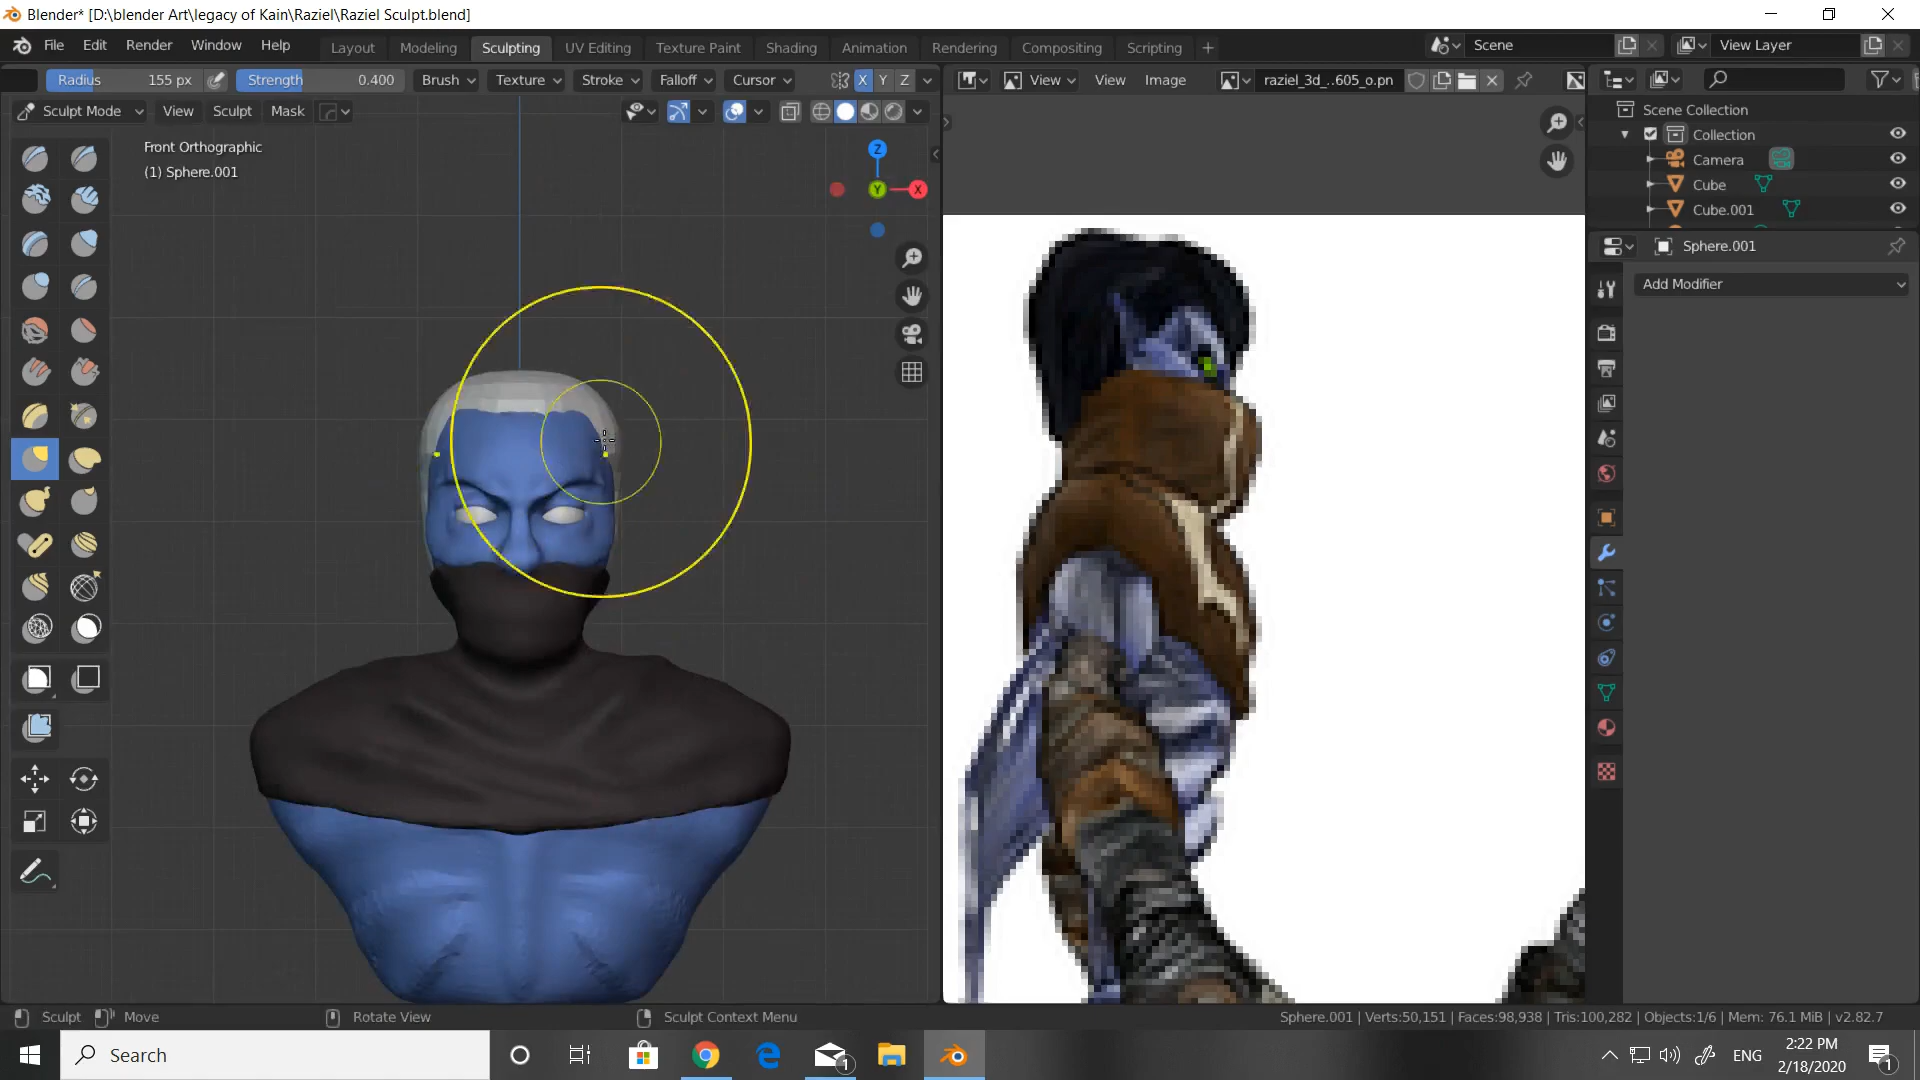 Blender* [D:\blender Art\legacy of Kain\Raziel\Raziel Sculpt.blend]
File Edit Render Window Help Layout Modeling Sculpting UV Editing Texture Paint Shading Animation Rendering Compositing Scripting + Scene View Layer
Radius 155 px Strength 0.400 Brush Texture Stroke Falloff Cursor X Y Z View View Image raziel_3d_..605_o.pn
Sculpt Mode View Sculpt Mask
Scene Collection
Collection
Camera
Cube
Cube.001
Front Orthographic
(1) Sphere.001
Z
Y
X
Sphere.001
Add Modifier
Sculpt Move Rotate View Sculpt Context Menu Sphere.001 | Verts:50,151 | Faces:98,938 | Tris:100,282 | Objects:1/6 | Mem: 76.1 MiB | v2.82.7
Search
1
ENG
2:22 PM
2/18/2020
1